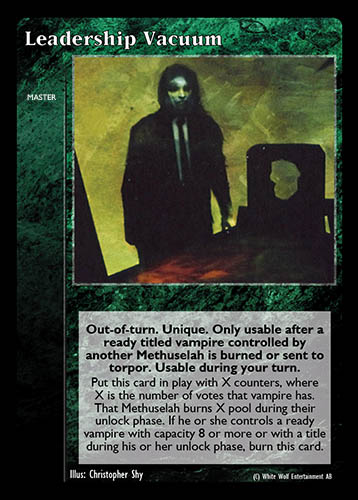 Leadership Vacuum
MASTER
Out-of-turn. Unique. Only usable after a
ready titled vampire controlled by
another Methuselah is burned or sent to
torpor. Usable during your turn.
Put this card in play with X counters, where
X is the number of votes that vampire has.
That Methuselah burns X pool during their
unlock phase. If he or she controls a ready
vampire with capacity 8 or more or with a title
during his or her unlock phase, burn this card.
Illus: Christopher Shy
(C) White Wolf Entertainment AB